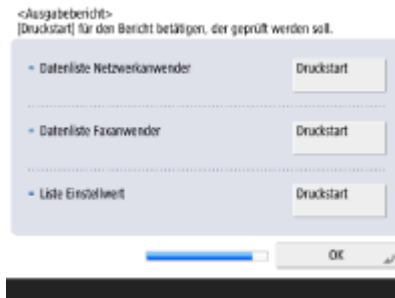 <Ausgabebericht>
[Druckstart] für den Bericht betätigen, der geprüft werden soll.
Datenliste Netzwerkanwender
Druckstart
Datenliste Faxanwender
Druckstart
Liste Einstellwert
Druckstart
OK